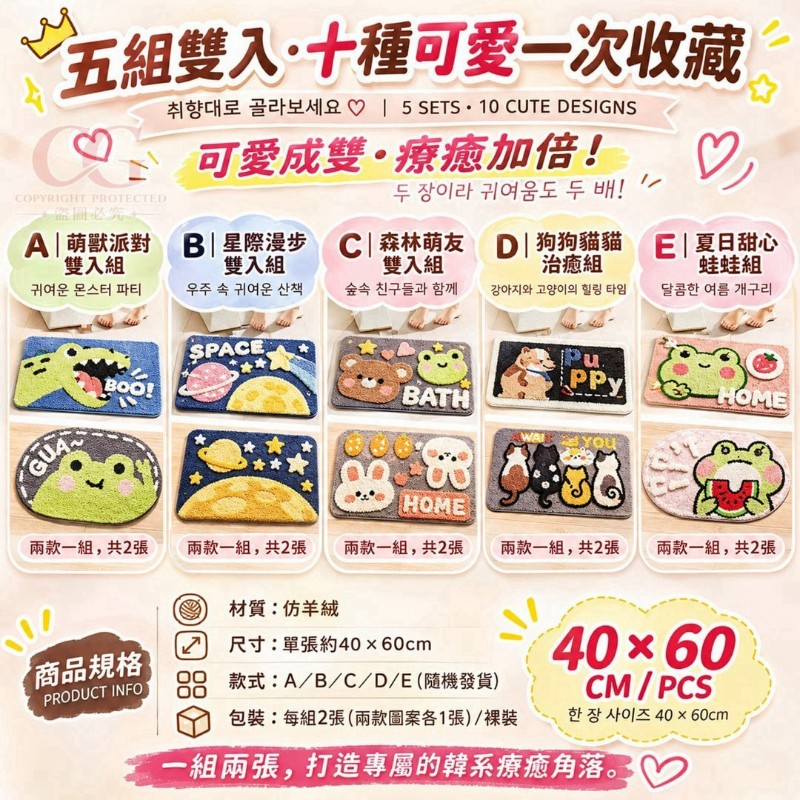 五組雙入·十種可愛一次收藏
취향대로 골라보세요♡ | 5 SETS・10 CUTE DESIGNS
可愛成雙・療癒加倍！
두 장이라 귀여움도 두 배!
CG
COPYRIGHT PROTECTED
盜圖必究
A｜萌獸派對
雙入組
귀여운 몬스터 파티
B｜星際漫步
雙入組
우주 속 귀여운 산책
C｜森林萌友
雙入組
숲속 친구들과 함께
D｜狗狗貓貓
治癒組
강아지와 고양이의 힐링 타임
E｜夏日甜心
蛙蛙組
달콤한 여름 개구리
BOO!
SPACE
BATH
Pu
PPy
HOME
GUA~
HOME
AWAIT
YOU
兩款一組，共2張
兩款一組，共2張
兩款一組，共2張
兩款一組，共2張
兩款一組，共2張
商品規格
PRODUCT INFO
材質：仿羊絨
尺寸：單張約40×60cm
款式：A／B／C／D／E (隨機發貨)
包裝：每組2張(兩款圖案各1張)/裸裝
40×60
CM / PCS
한 장 사이즈 40 × 60cm
一組兩張，打造專屬的韓系療癒角落。